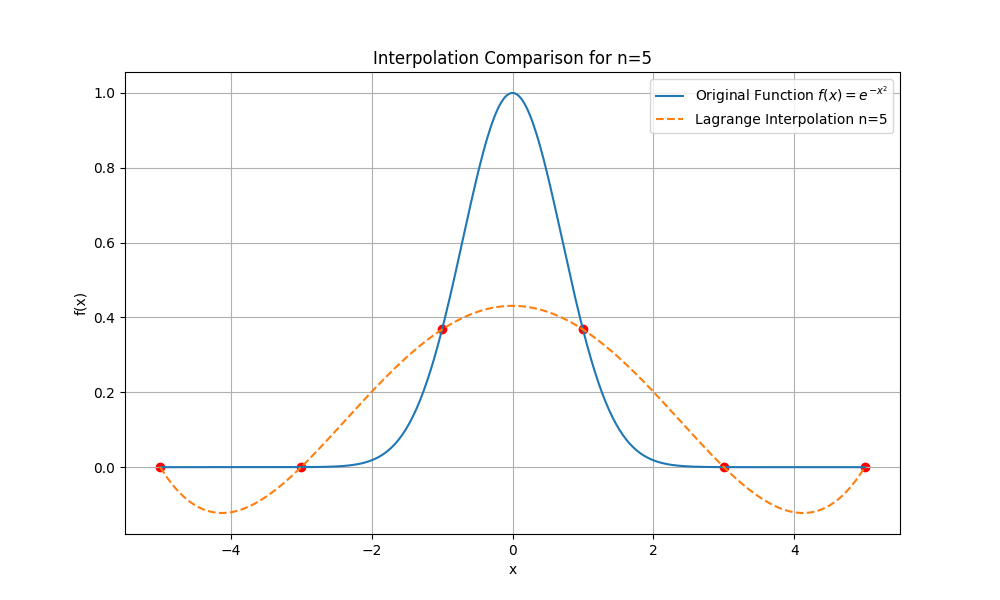 Interpolation Comparison for n=5
Original Function f(x) = e^{-x^2}
Lagrange Interpolation n=5
1.0
0.8
0.6
0.4
0.2
0.0
f(x)
−4 −2 0 2 4
x